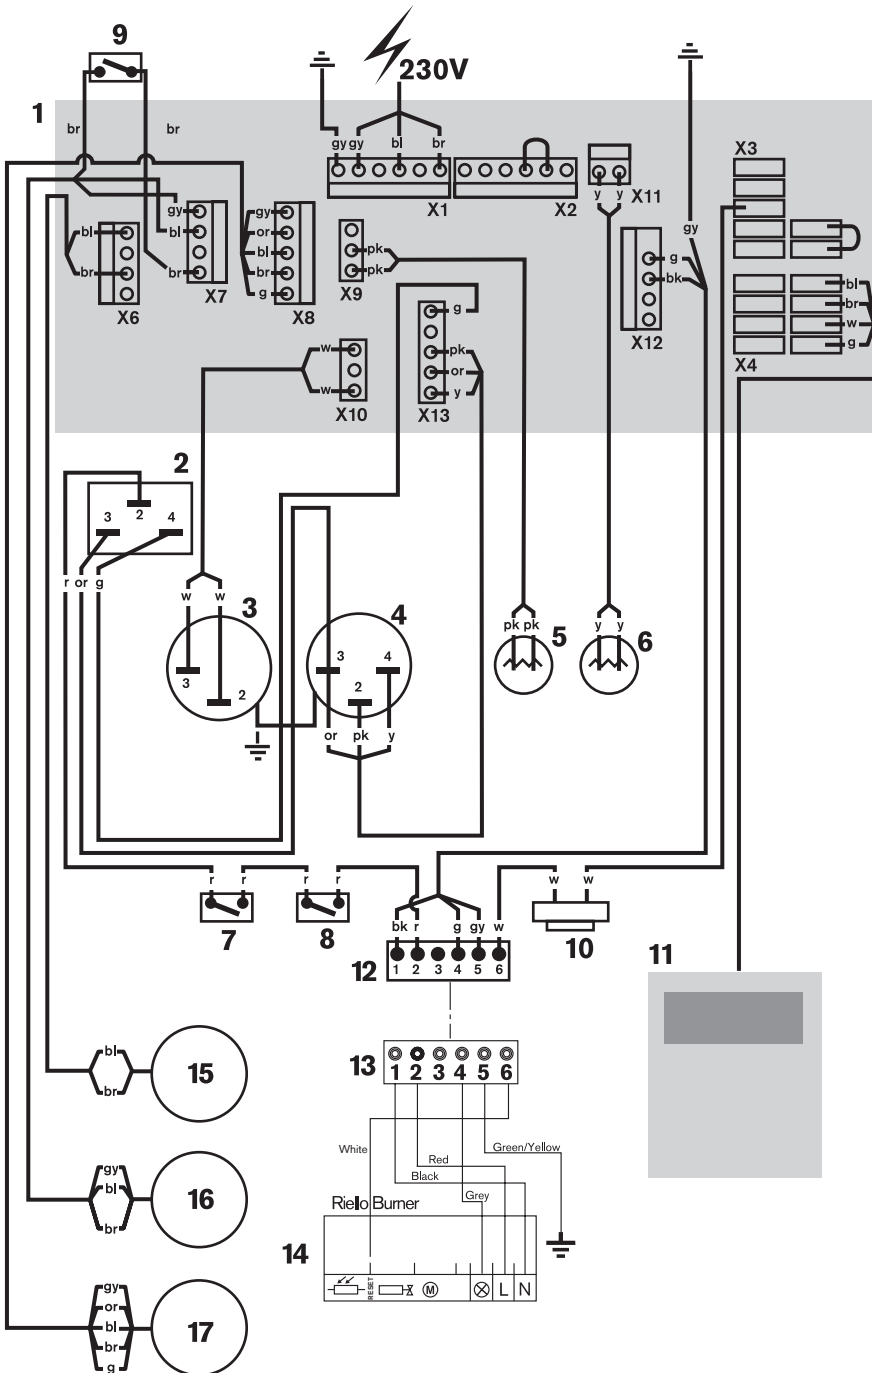 9
230V
1
br
br
gy gy
bl
br
X3
X1
X2
X11
y
y
gy
gy
bl
br
X7
gy
or
bl
br
g
X8
bl
br
X6
pk
pk
X9
g
pk
or
y
X13
g
bk
X12
bl
br
w
g
X4
w
w
X10
2
3
2
4
r or g
w
w
3
3
2
4
3
4
2
or
pk
y
pk pk
5
y
y
6
r
r
r
r
7
8
w
w
10
11
bk r
g gy w
12
1 2 3 4 5 6
13
1 2 3 4 5 6
White
Red
Green/Yellow
Black
Grey
Riello Burner
14
RESET
M
L
N
bl
br
15
gy
bl
br
16
gy
or
bl
br
g
17